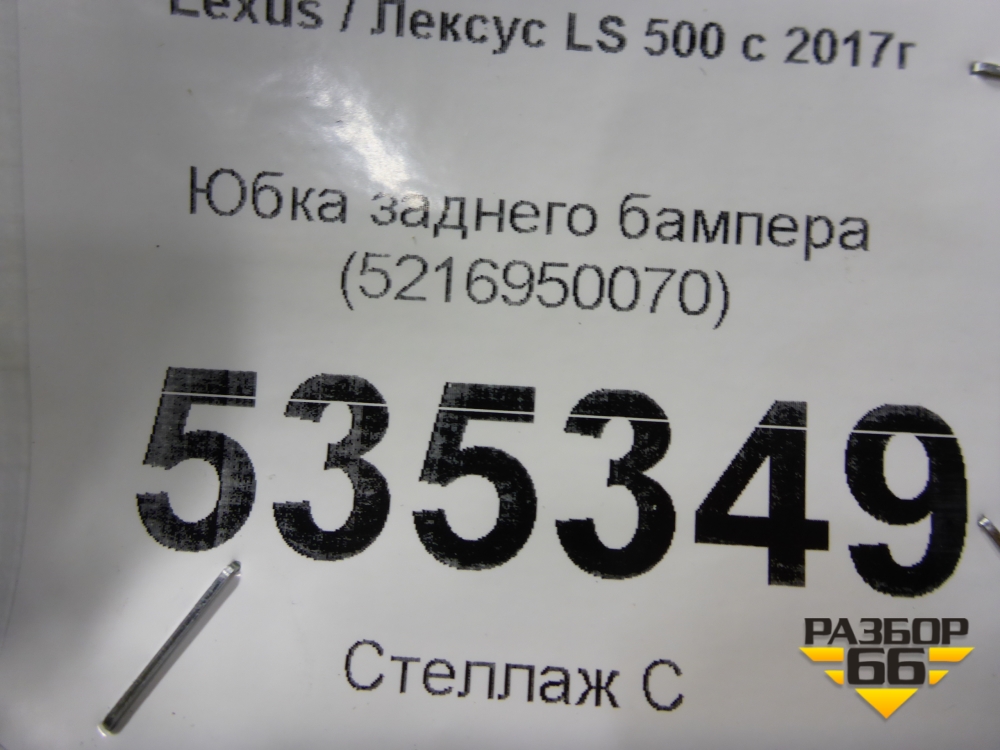 Lexus / Лексус LS 500 с 2017г
Юбка заднего бампера
(5216950070)
535349
Стеллаж С
РАЗБОР
66